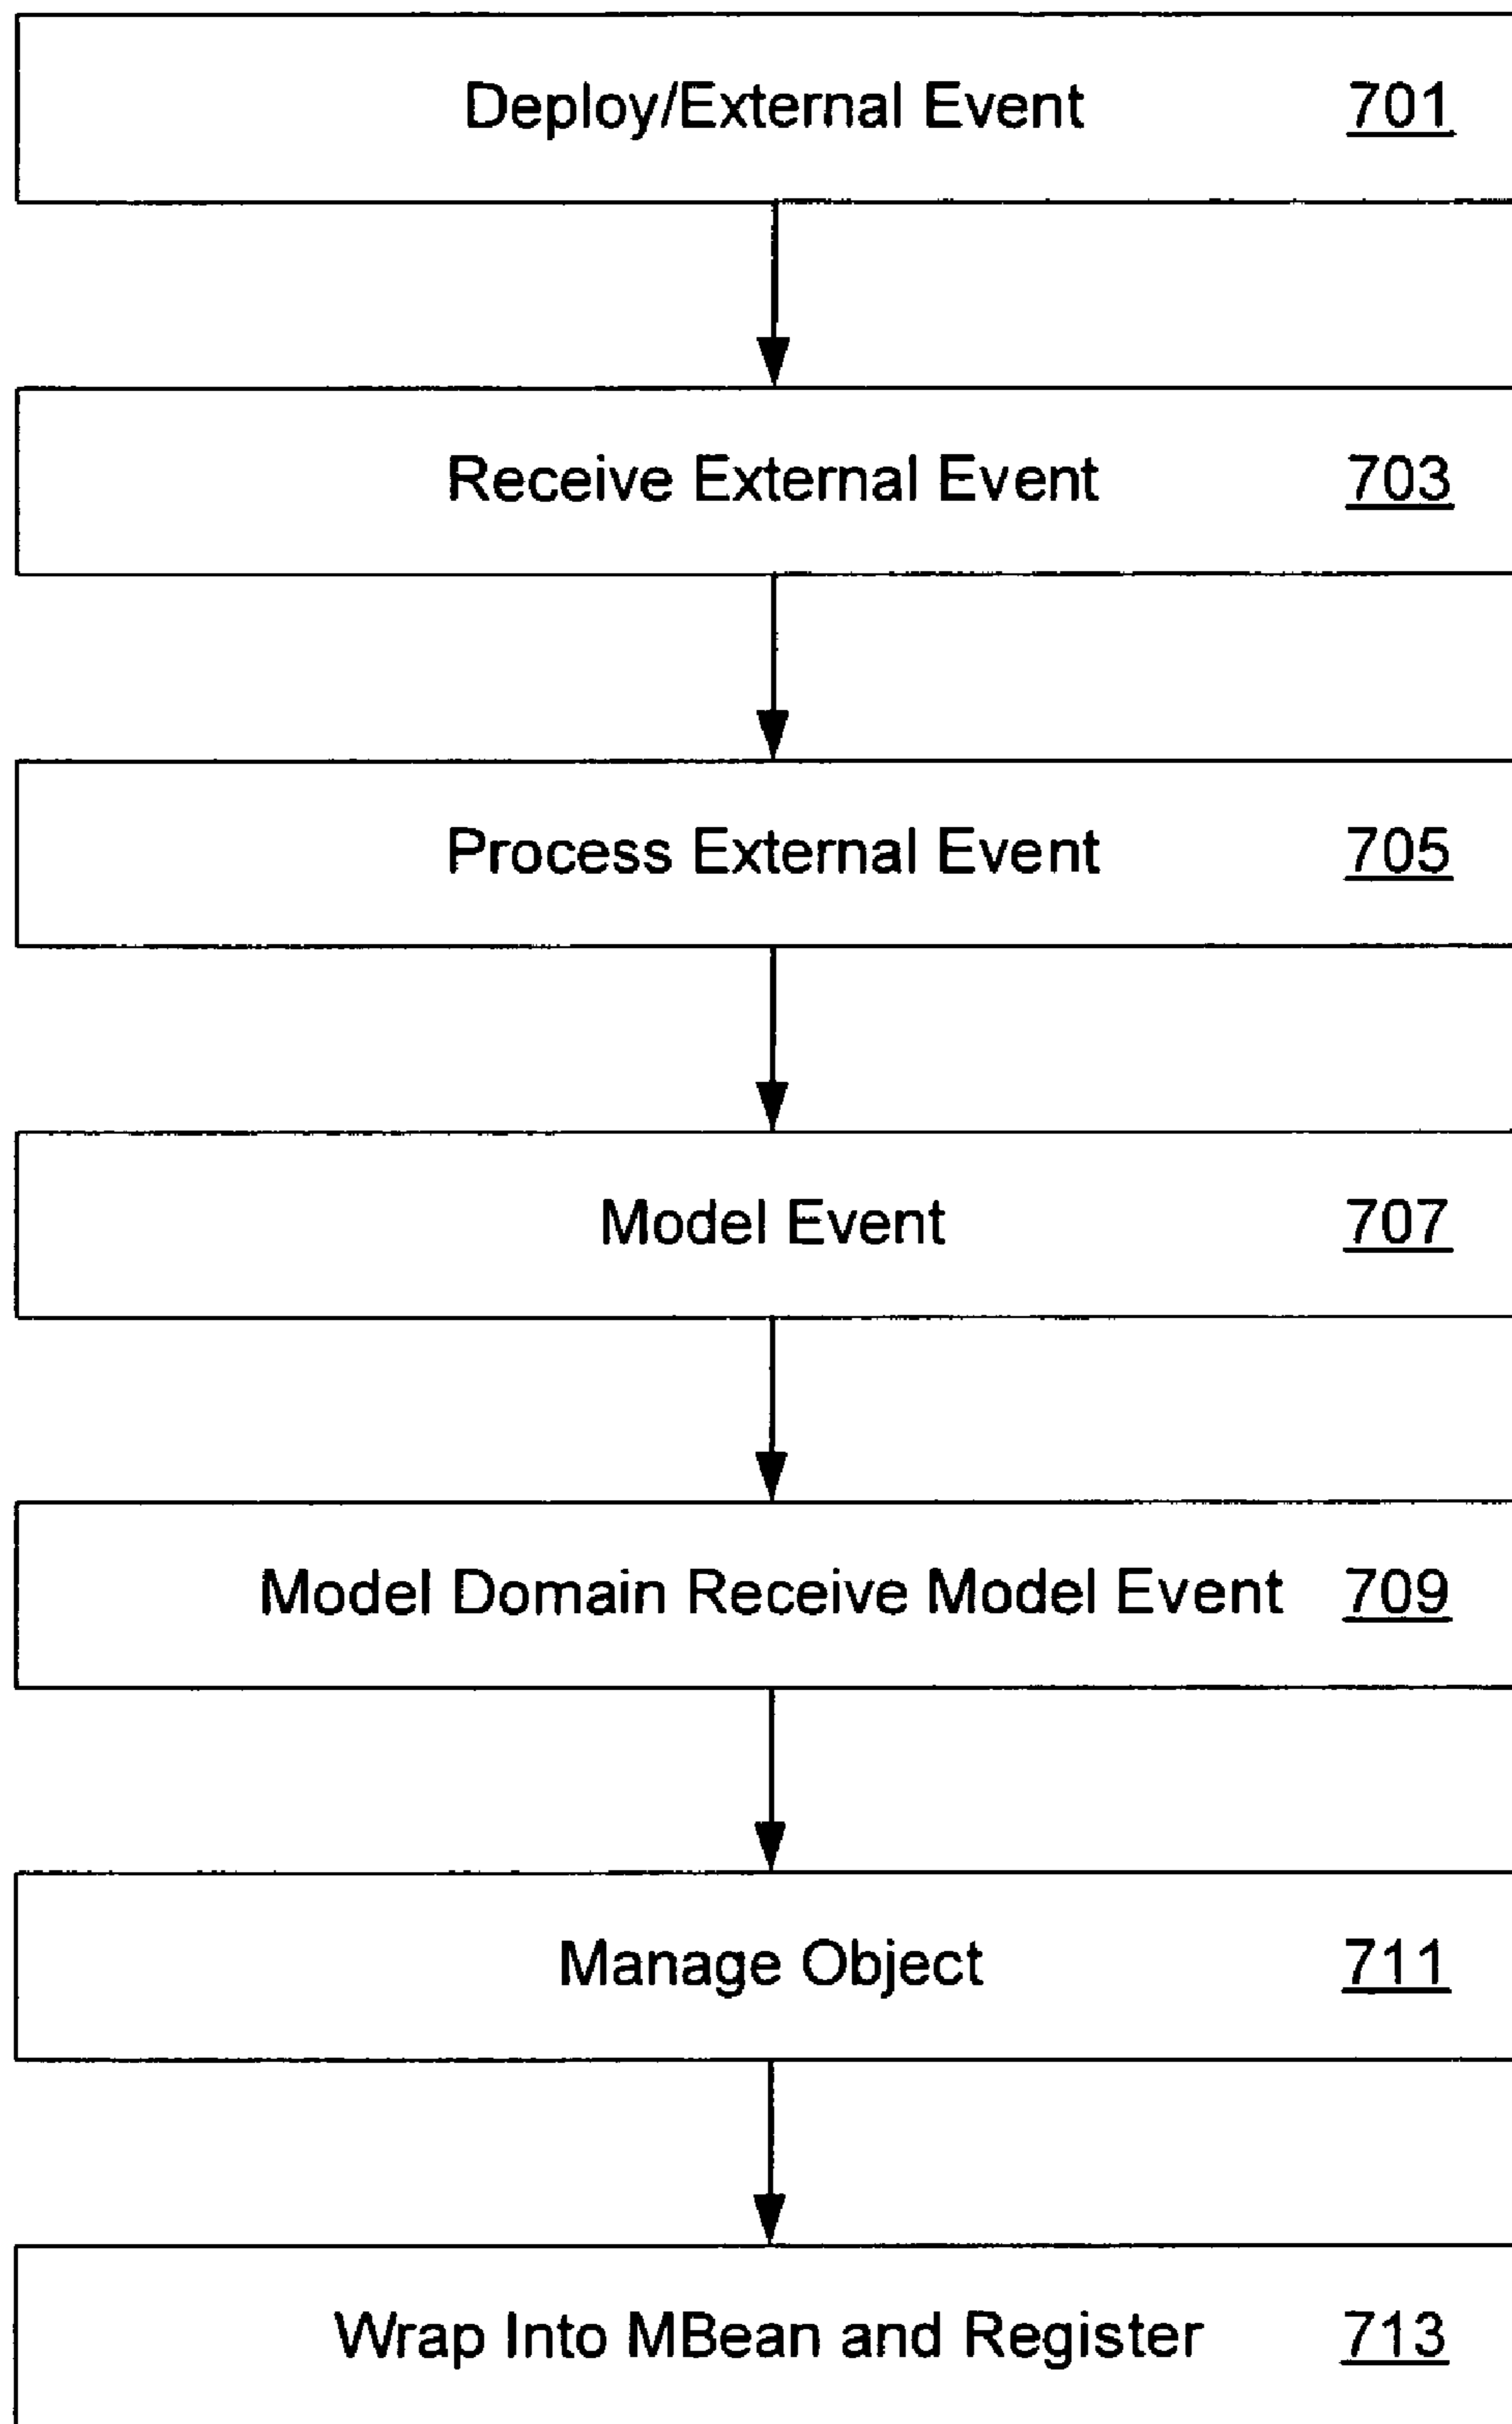 Deploy/External Event 701
Receive External Event 703
Process External Event 705
Model Event 707
Model Domain Receive Model Event 709
Manage Object 711
Wrap Into MBean and Register 713